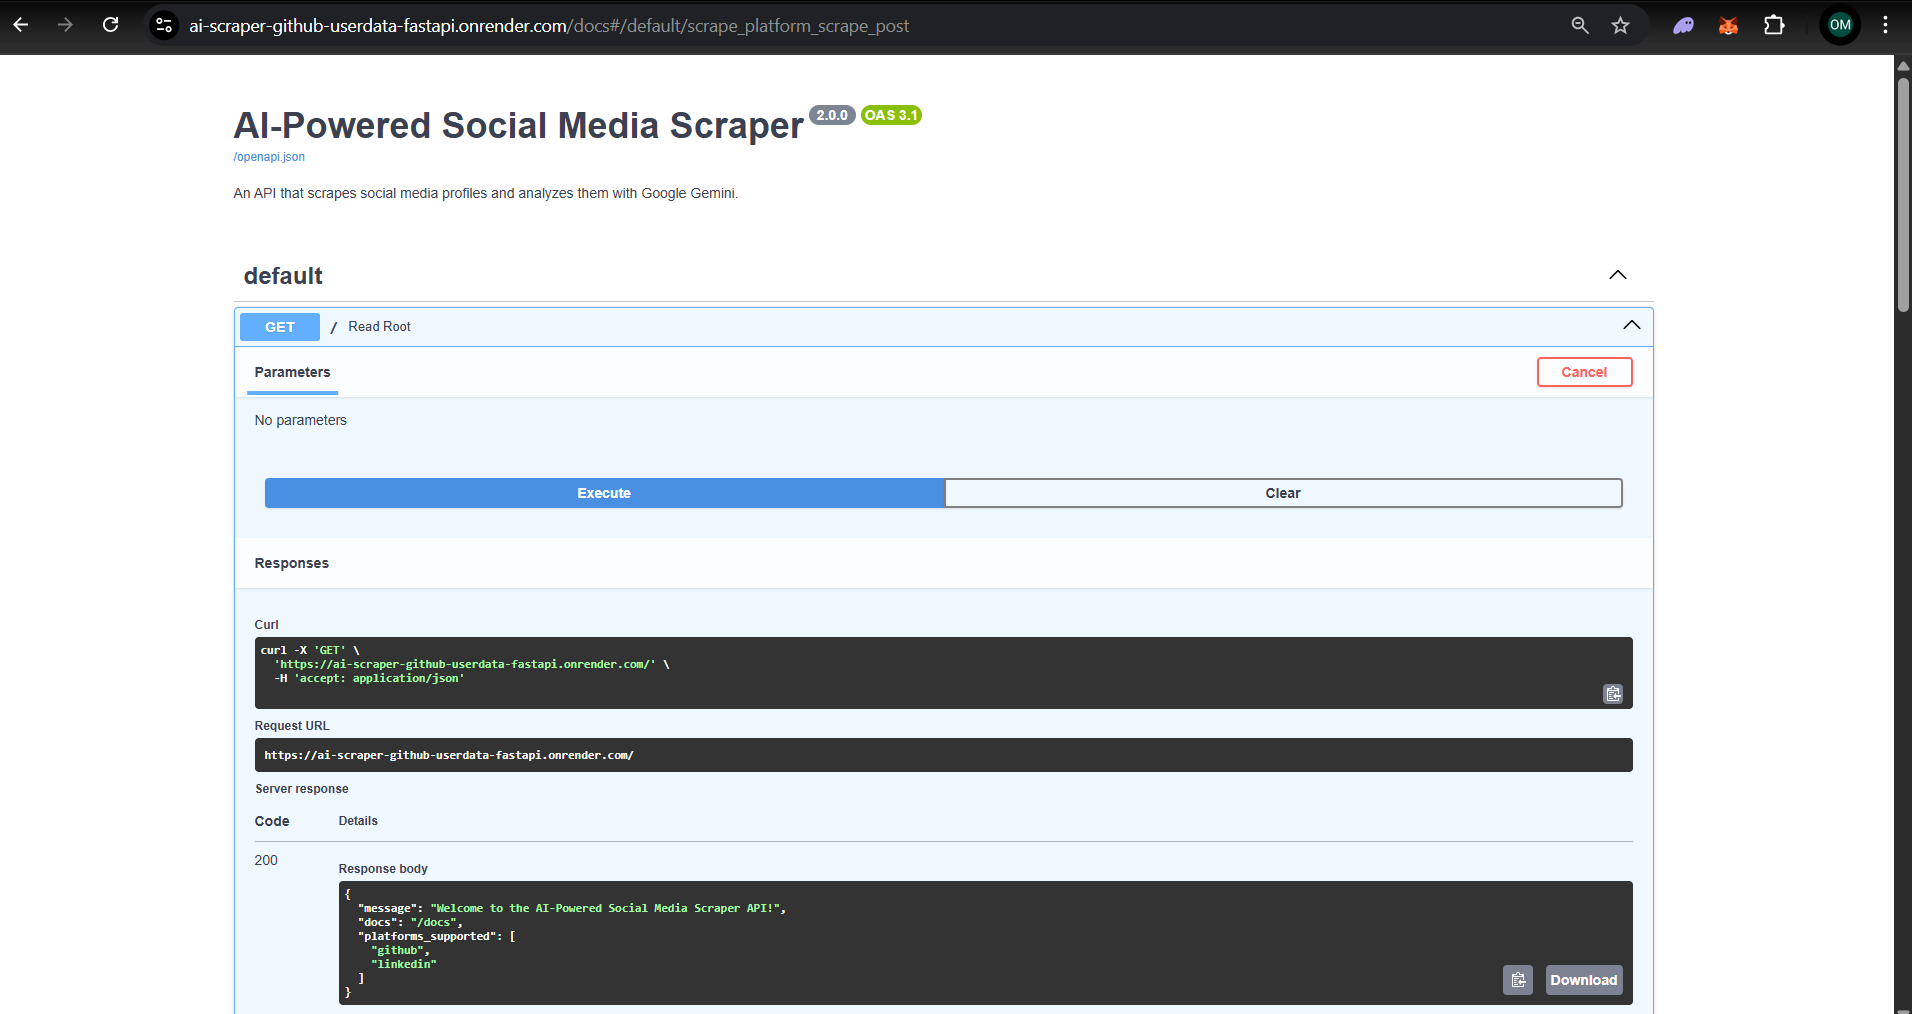 ai-scraper-github-userdata-fastapi.onrender.com/docs#/default/scrape_platform_scrape_post
OM
AI-Powered Social Media Scraper 2.0.0 OAS 3.1
/openapi.json
An API that scrapes social media profiles and analyzes them with Google Gemini.
default
GET / Read Root
Parameters
Cancel
No parameters
Execute
Clear
Responses
Curl
curl -X 'GET' \
'https://ai-scraper-github-userdata-fastapi.onrender.com/' \
-H 'accept: application/json'
Request URL
https://ai-scraper-github-userdata-fastapi.onrender.com/
Server response
Code Details
200
Response body
{
"message": "Welcome to the AI-Powered Social Media Scraper API!",
"docs": "/docs",
"platforms_supported": [
"github",
"linkedin"
]
}
Download